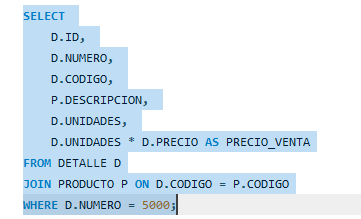 SELECT
D.ID,
D.NUMERO,
D.CODIGO,
P.DESCRIPCION,
D.UNIDADES,
D.UNIDADES * D.PRECIO AS PRECIO_VENTA
FROM DETALLE D
JOIN PRODUCTO P ON D.CODIGO = P.CODIGO
WHERE D.NUMERO = 5000;